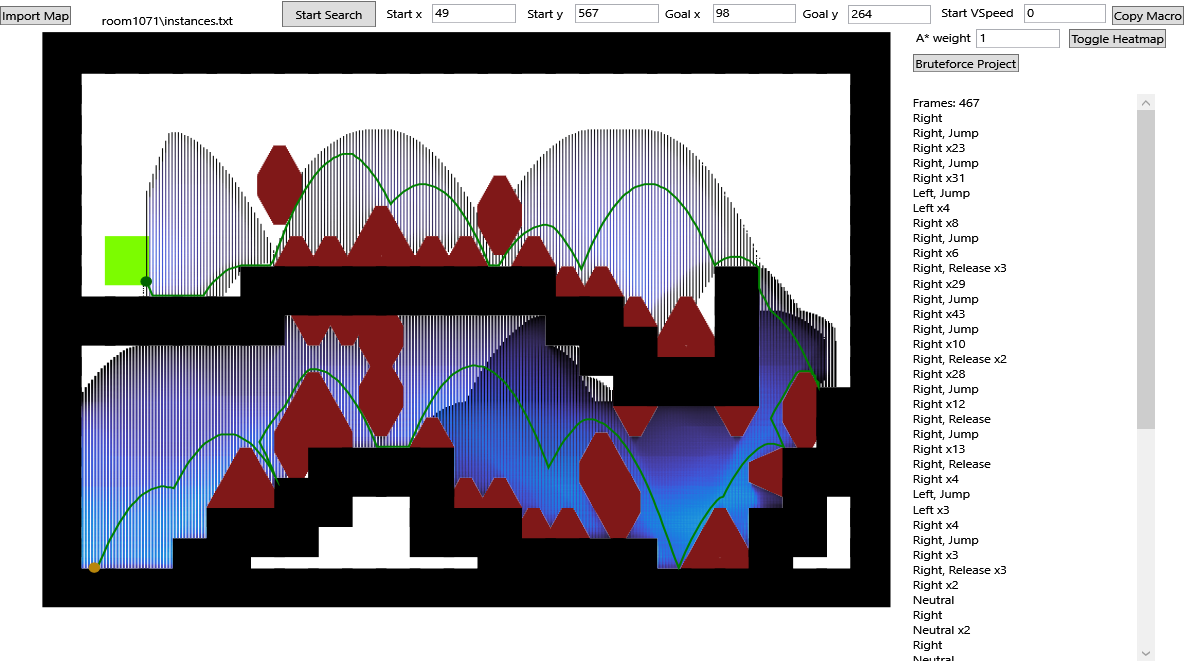 Import Map
room1071\instances.txt
Start Search
Start x 49 Start y 567 Goal x 98 Goal y 264 Start VSpeed 0 Copy Macro
A* weight 1 Toggle Heatmap
Bruteforce Project
Frames: 467
Right
Right, Jump
Right x23
Right, Jump
Right x31
Left, Jump
Left x4
Right x8
Right, Jump
Right x6
Right, Release x3
Right x29
Right, Jump
Right x43
Right, Jump
Right x10
Right, Release x2
Right x28
Right, Jump
Right x12
Right, Release
Right, Jump
Right x13
Right, Release
Right x4
Left, Jump
Left x3
Right x4
Right, Jump
Right x3
Right, Release x3
Right x2
Neutral
Right
Neutral x2
Right
Neutral